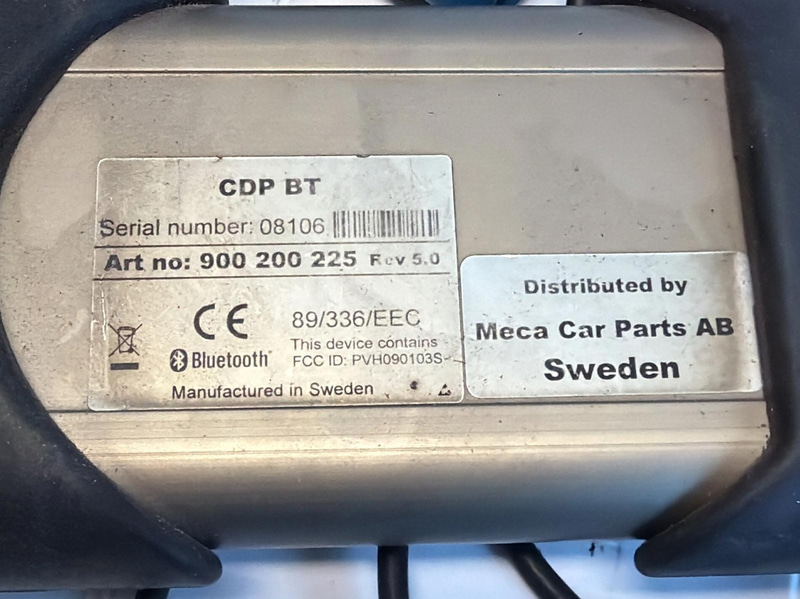 CDP BT
Serial number: 08106
Art no: 900 200 225 Rev 5.0
CE 89/336/EEC
This device contains
Bluetooth FCC ID: PVH090103S
Manufactured in Sweden
Distributed by
Meca Car Parts AB
Sweden